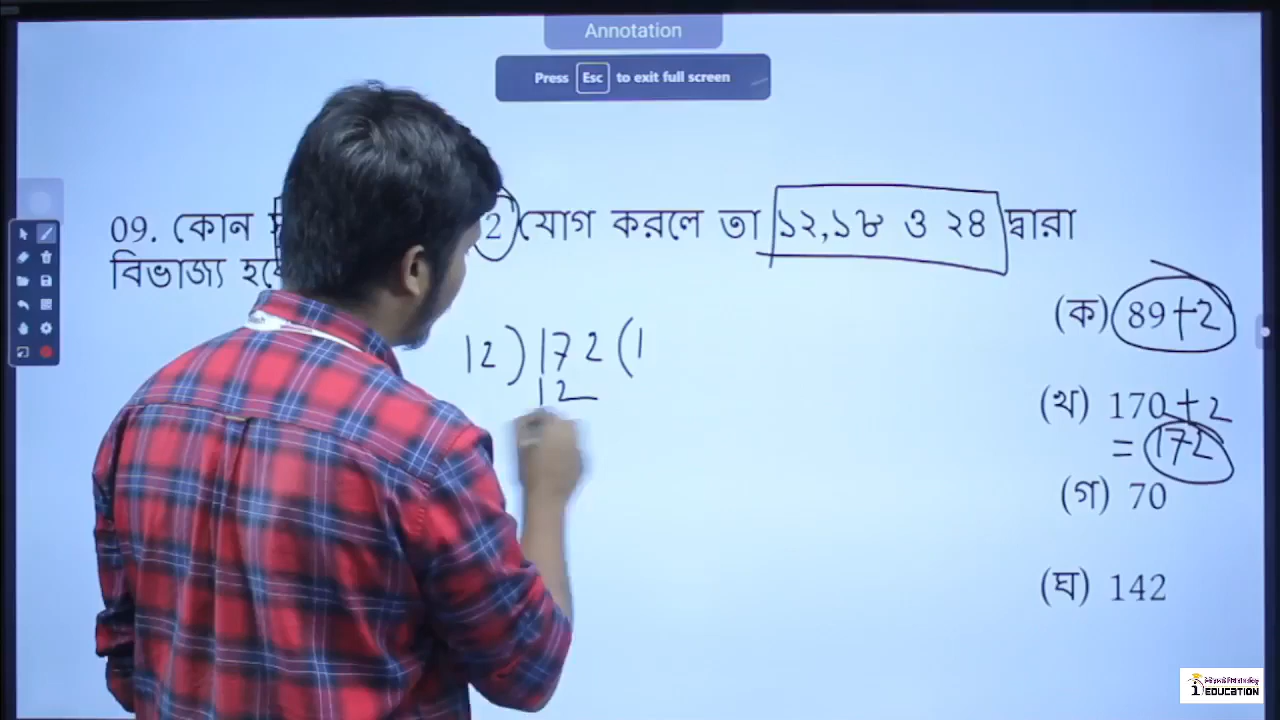 Annotation
Press Esc to exit full screen
09. কোন 2 যোগ করলে তা ১২,১৮ ও ২৪ দ্বারা
বিভাজ্য
(ক) 89+2
12) 172 (1
12
(খ) 170+2
= 172
(গ) 70
(ঘ) 142
EDUCATION